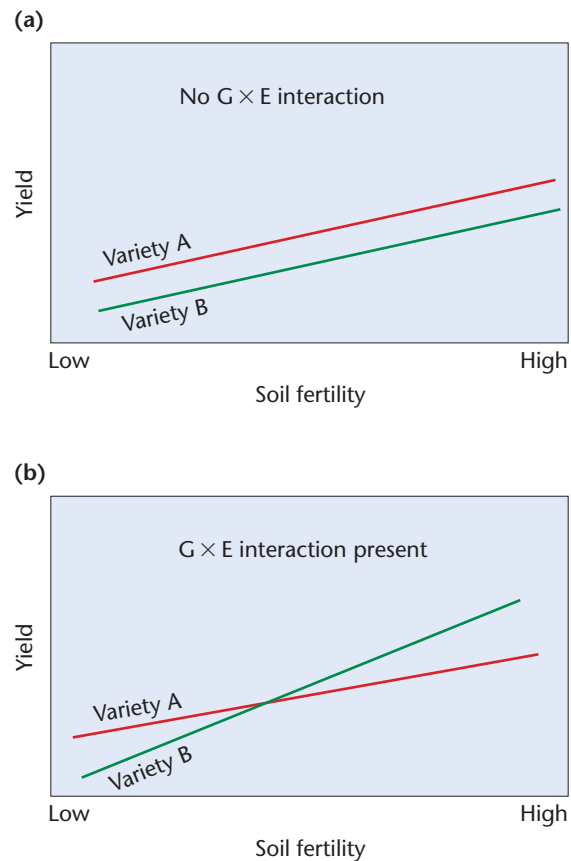 (a)
No G × E interaction
Yield
Variety A
Variety B
Low
High
Soil fertility
(b)
G × E interaction present
Yield
Variety A
Variety B
Low
High
Soil fertility